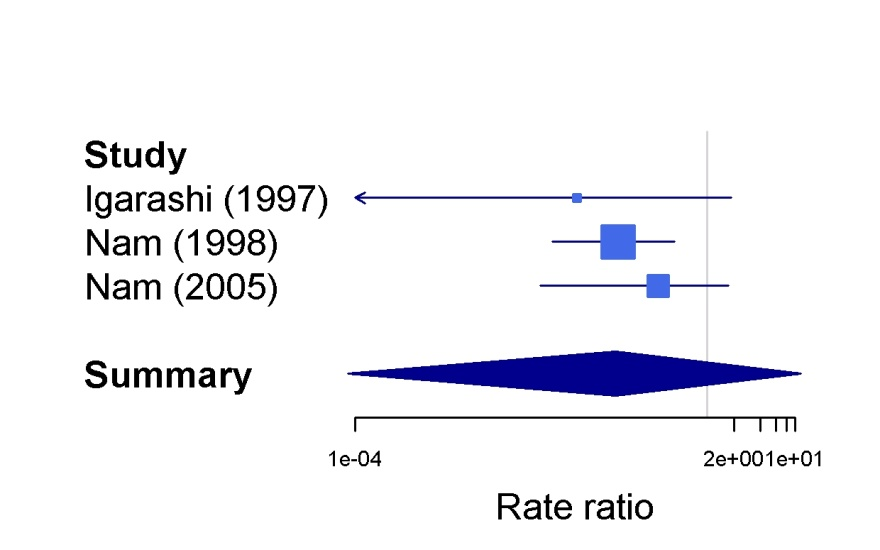 Study
Igarashi (1997)
Nam (1998)
Nam (2005)
Summary
1e-04 2e+001e+01
Rate ratio